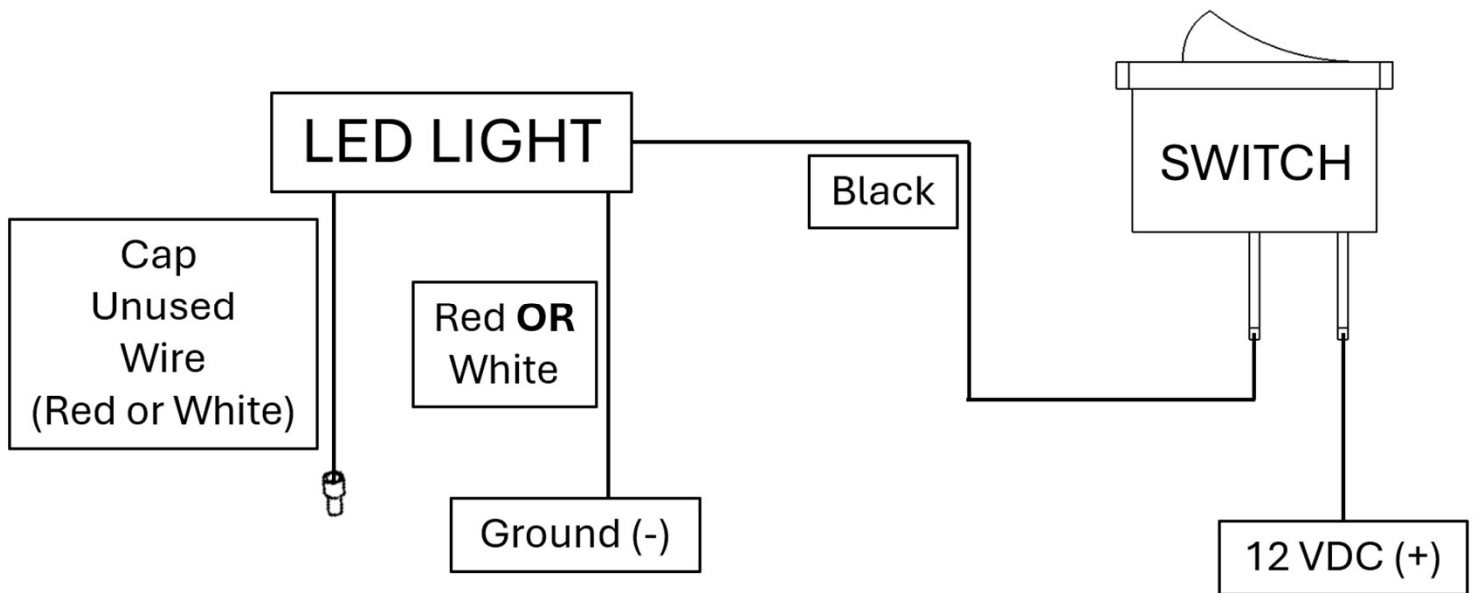 LED LIGHT
SWITCH
Black
Cap
Unused
Wire
(Red or White)
Red OR
White
Ground (-)
12 VDC (+)